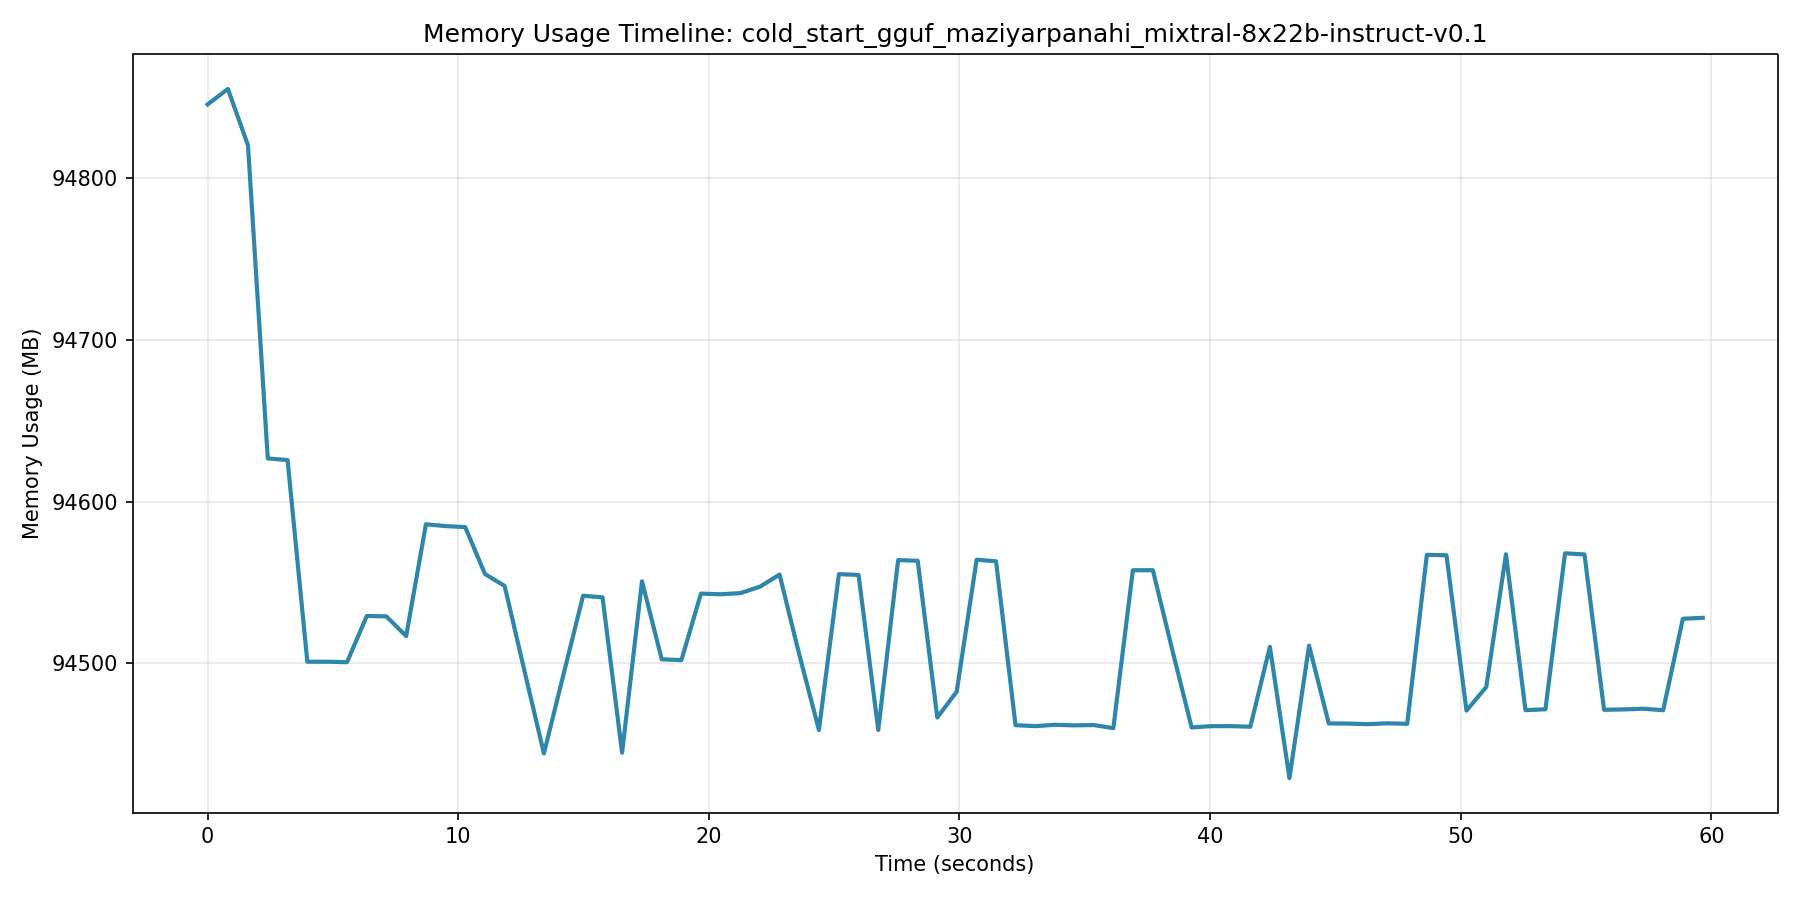 Memory Usage Timeline: cold_start_gguf_maziyarpanahi_mixtral-8x22b-instruct-v0.1
Memory Usage (MB)
94800
94700
94600
94500
0 10 20 30 40 50 60
Time (seconds)